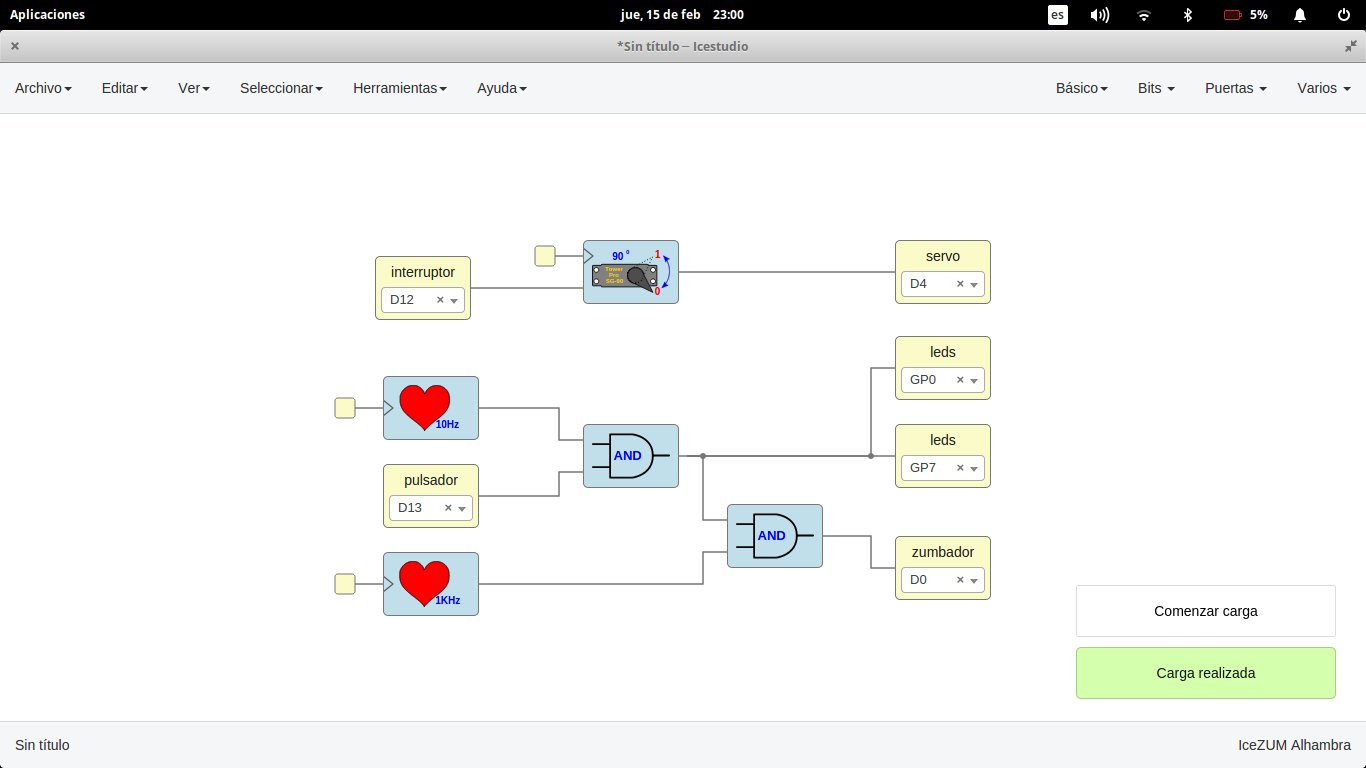 Aplicaciones
jue, 15 de feb 23:00
es
5%
*Sin título – Icestudio
Archivo
Editar
Ver
Seleccionar
Herramientas
Ayuda
Básico
Bits
Puertas
Varios
interruptor
D12
90 º
1
Tower
Pro
SG-90
0
servo
D4
leds
GP0
10Hz
AND
leds
GP7
pulsador
D13
AND
zumbador
D0
1KHz
Comenzar carga
Carga realizada
Sin título
IceZUM Alhambra